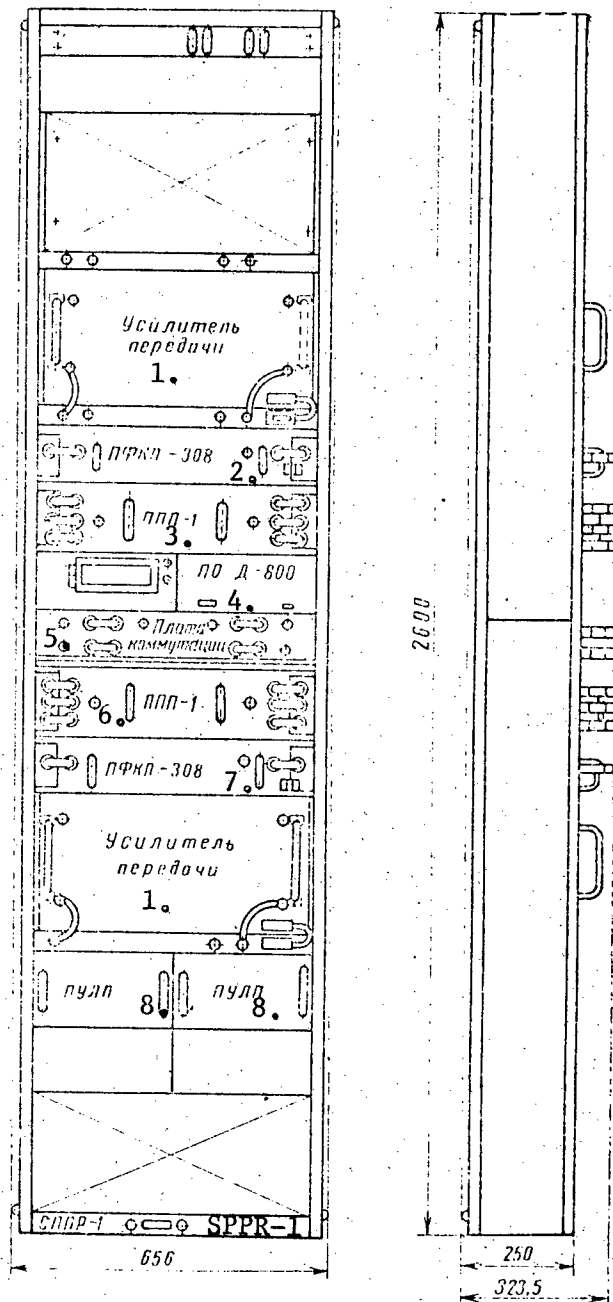 Усилитель
передачи
1.
ПФКП-308
2.
ППП-1
3.
ПО Д-800
4.
Плата
коммутации
5
ППП-1
6.
ПФКП-308
7.
Усилитель
передачи
1.
ПУЛП
8
ПУЛП
8.
СППР-1
SPPR-1
656
2600
250
323,5